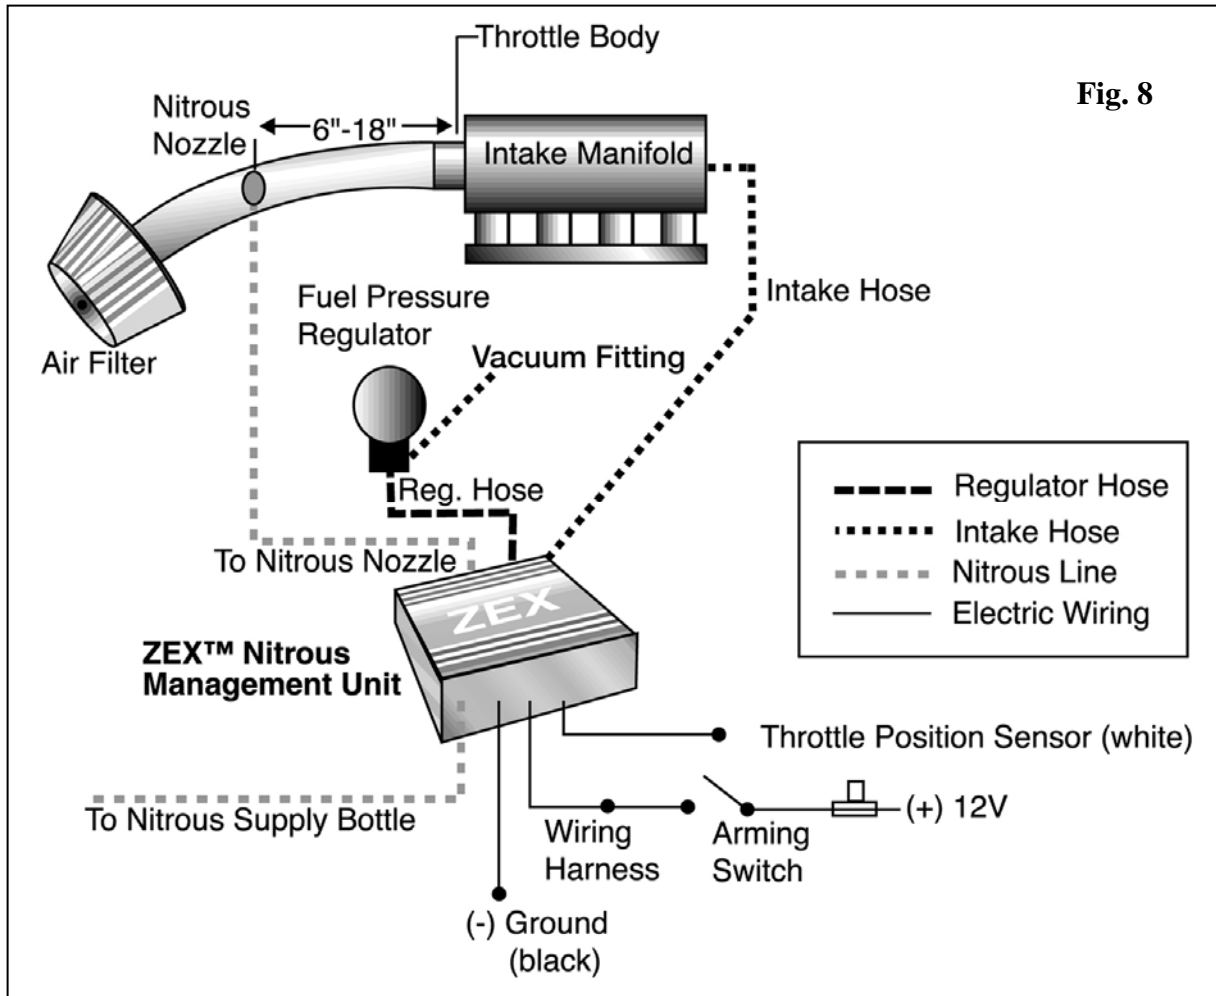 Throttle Body
Fig. 8
Nitrous
Nozzle
6"-18"
Intake Manifold
Intake Hose
Fuel Pressure
Regulator
Air Filter
Vacuum Fitting
Reg. Hose
Regulator Hose
Intake Hose
Nitrous Line
Electric Wiring
To Nitrous Nozzle
ZEX
ZEX™ Nitrous
Management Unit
Throttle Position Sensor (white)
To Nitrous Supply Bottle
(+) 12V
Wiring
Harness
Arming
Switch
(-) Ground
(black)